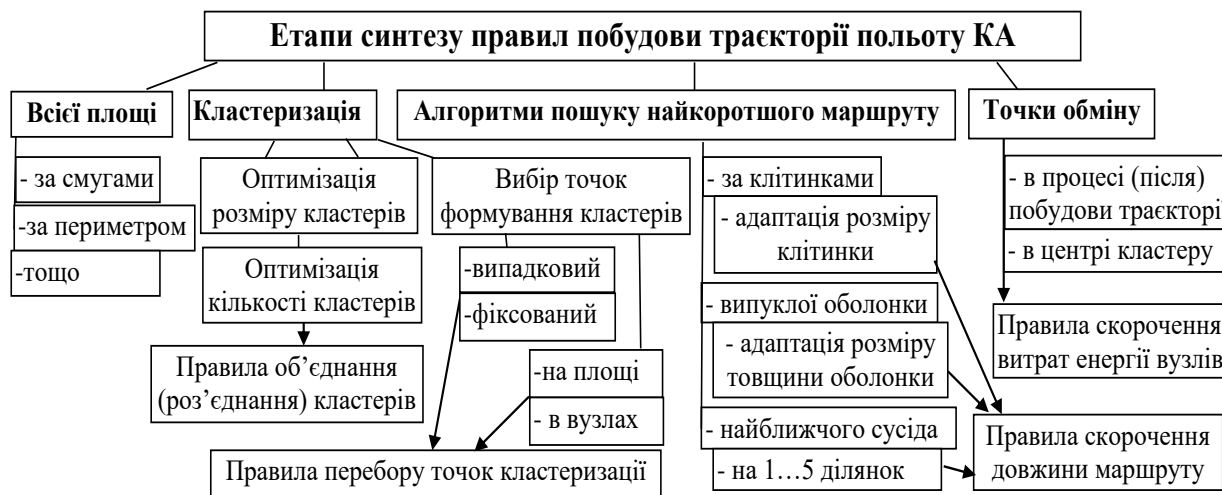 Етапи синтезу правил побудови траєкторії польоту КА
Всієї площі
- за смугами
-за периметром
-тощо
Кластеризація
Оптимізація
розміру кластерів
Оптимізація
кількості кластерів
Правила об’єднання
(роз’єднання) кластерів
Вибір точок
формування кластерів
-випадковий
-фіксований
-на площі
- в вузлах
Правила перебору точок кластеризації
Алгоритми пошуку найкоротшого маршруту
- за клітинками
- адаптація розміру
клітинки
- випуклої оболонки
- адаптація розміру
товщини оболонки
- найближчого сусіда
- на 1…5 ділянок
Точки обміну
- в процесі (після)
побудови траєкторії
- в центрі кластеру
Правила скорочення
витрат енергії вузлів
Правила скорочення
довжини маршруту